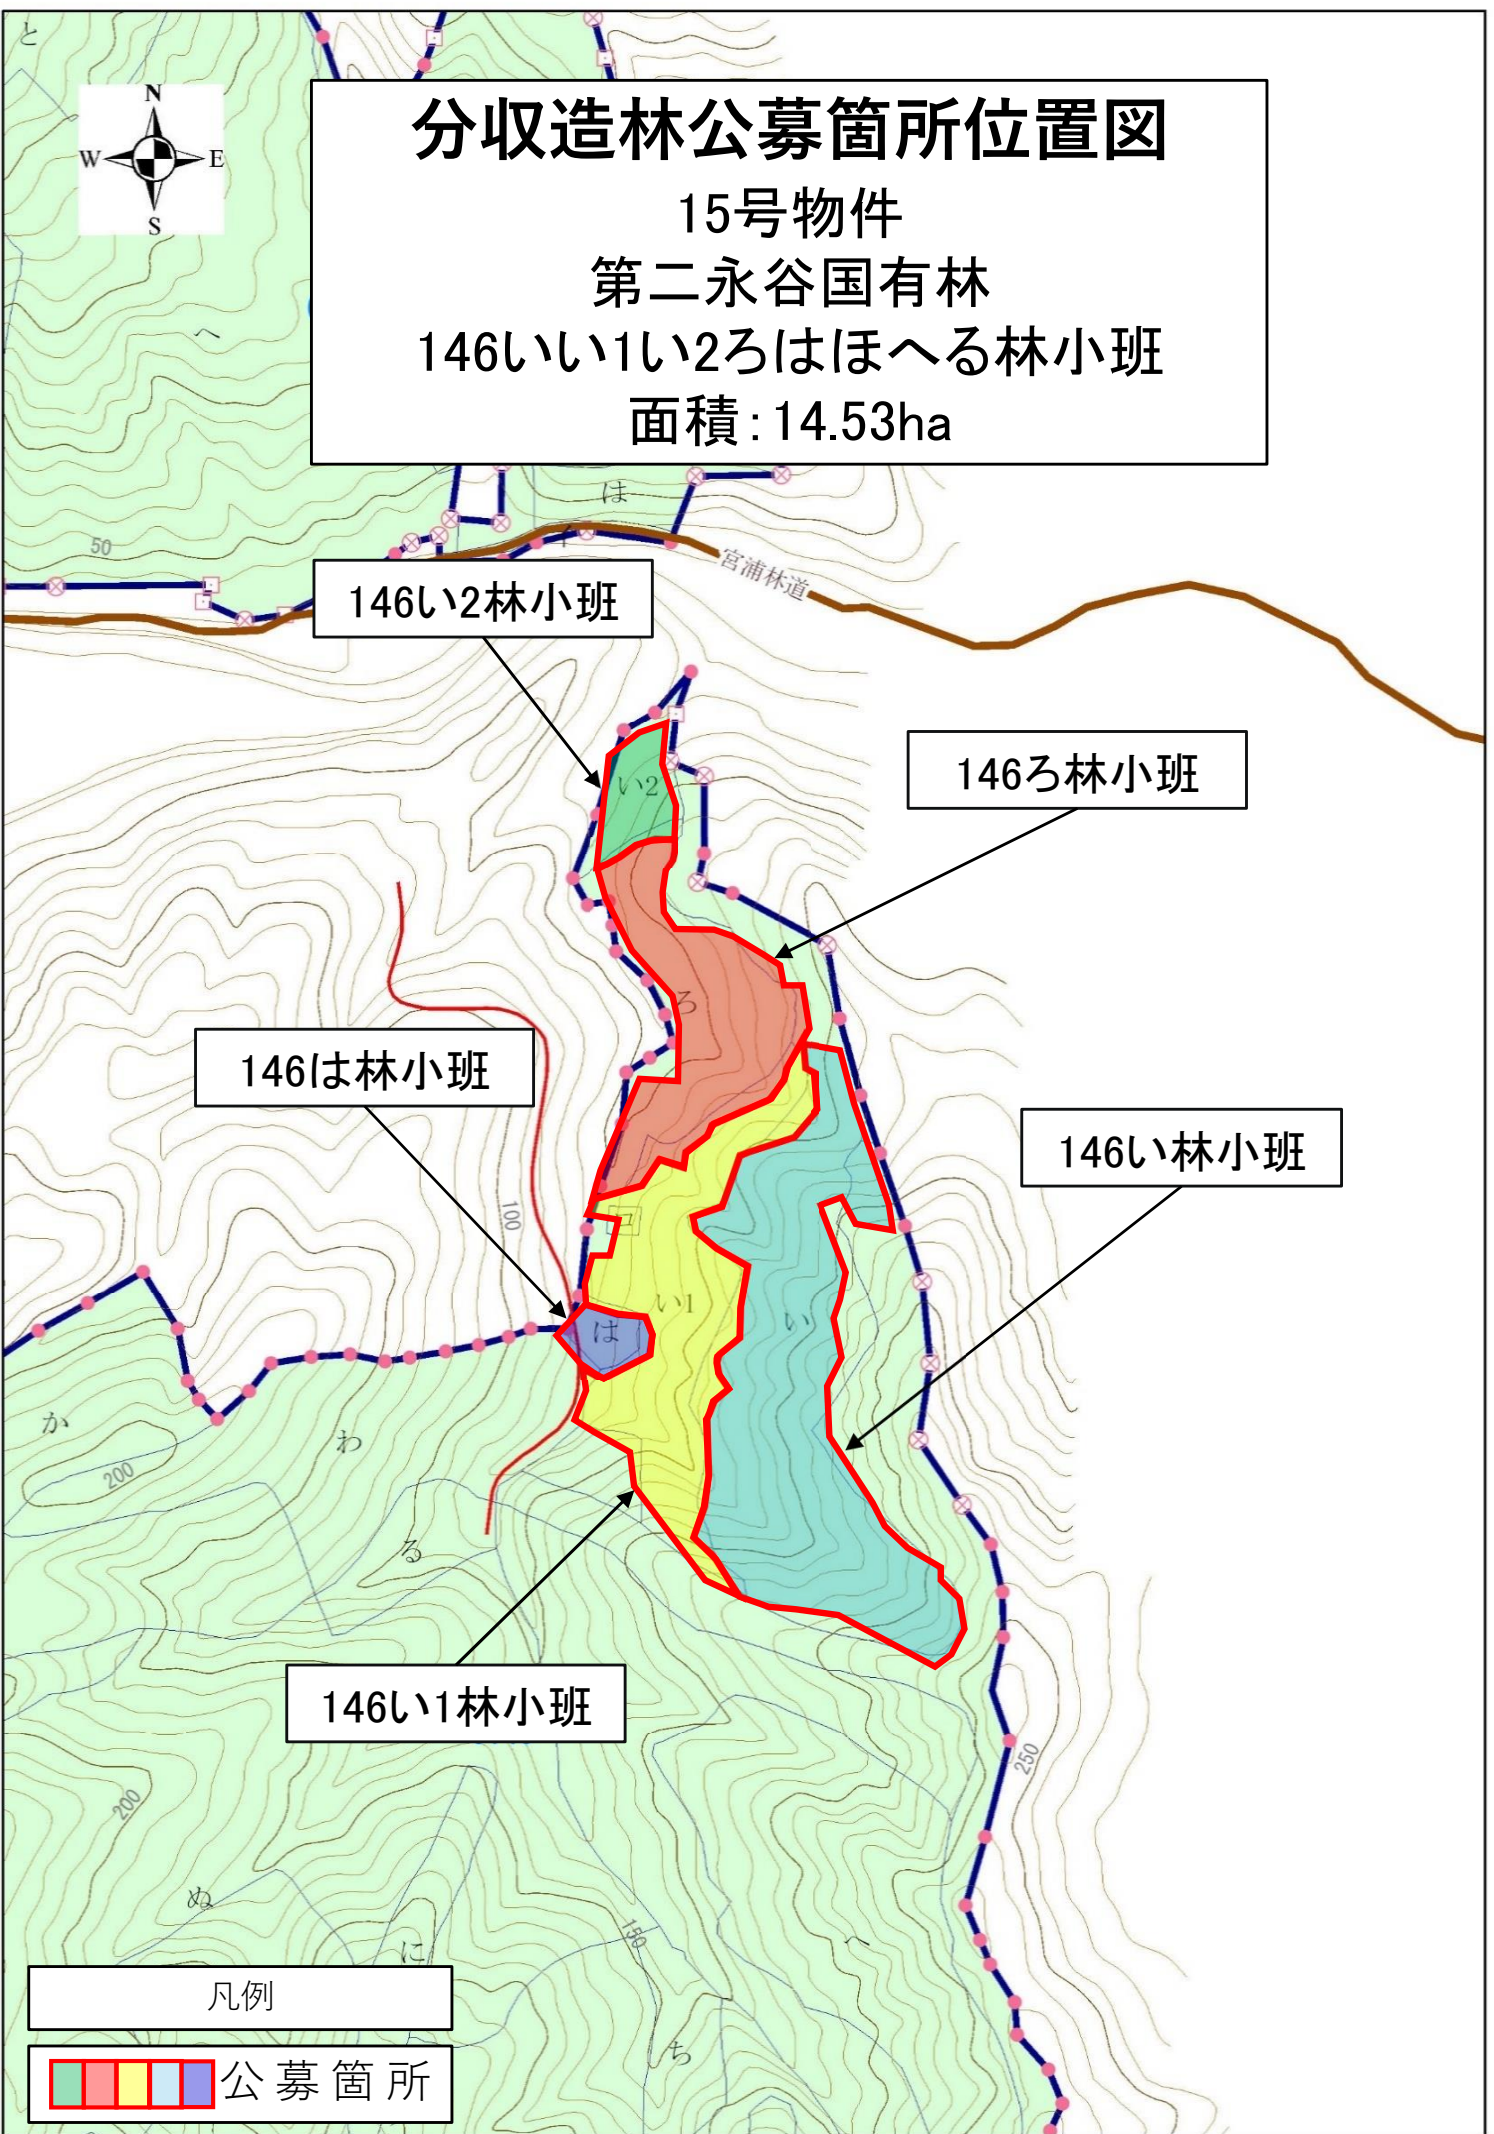 と
N
W E
S
分収造林公募箇所位置図
15号物件
第二永谷国有林
146いい1い2ろはほへる林小班
面積：14.53ha
へ
は
イ
50
宮浦林道
146い2林小班
い2
146ろ林小班
ろ
146は林小班
146い林小班
100
ロ
い1
い
は
か
わ
200
る
146い1林小班
250
200
ぬ
に
150
へ
ち
凡例
公募箇所